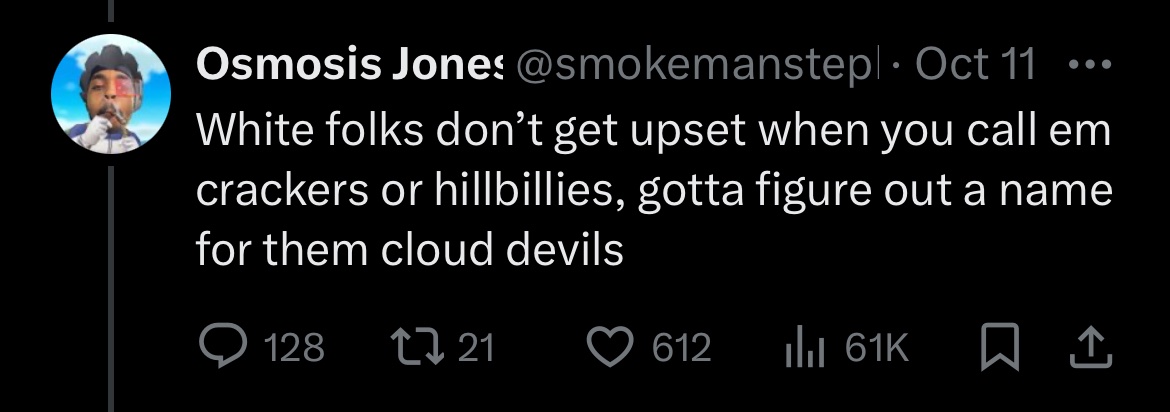 Osmosis Jones @smokemanstep · Oct 11
White folks don’t get upset when you call em
crackers or hillbillies, gotta figure out a name
for them cloud devils
128 21 612 61K